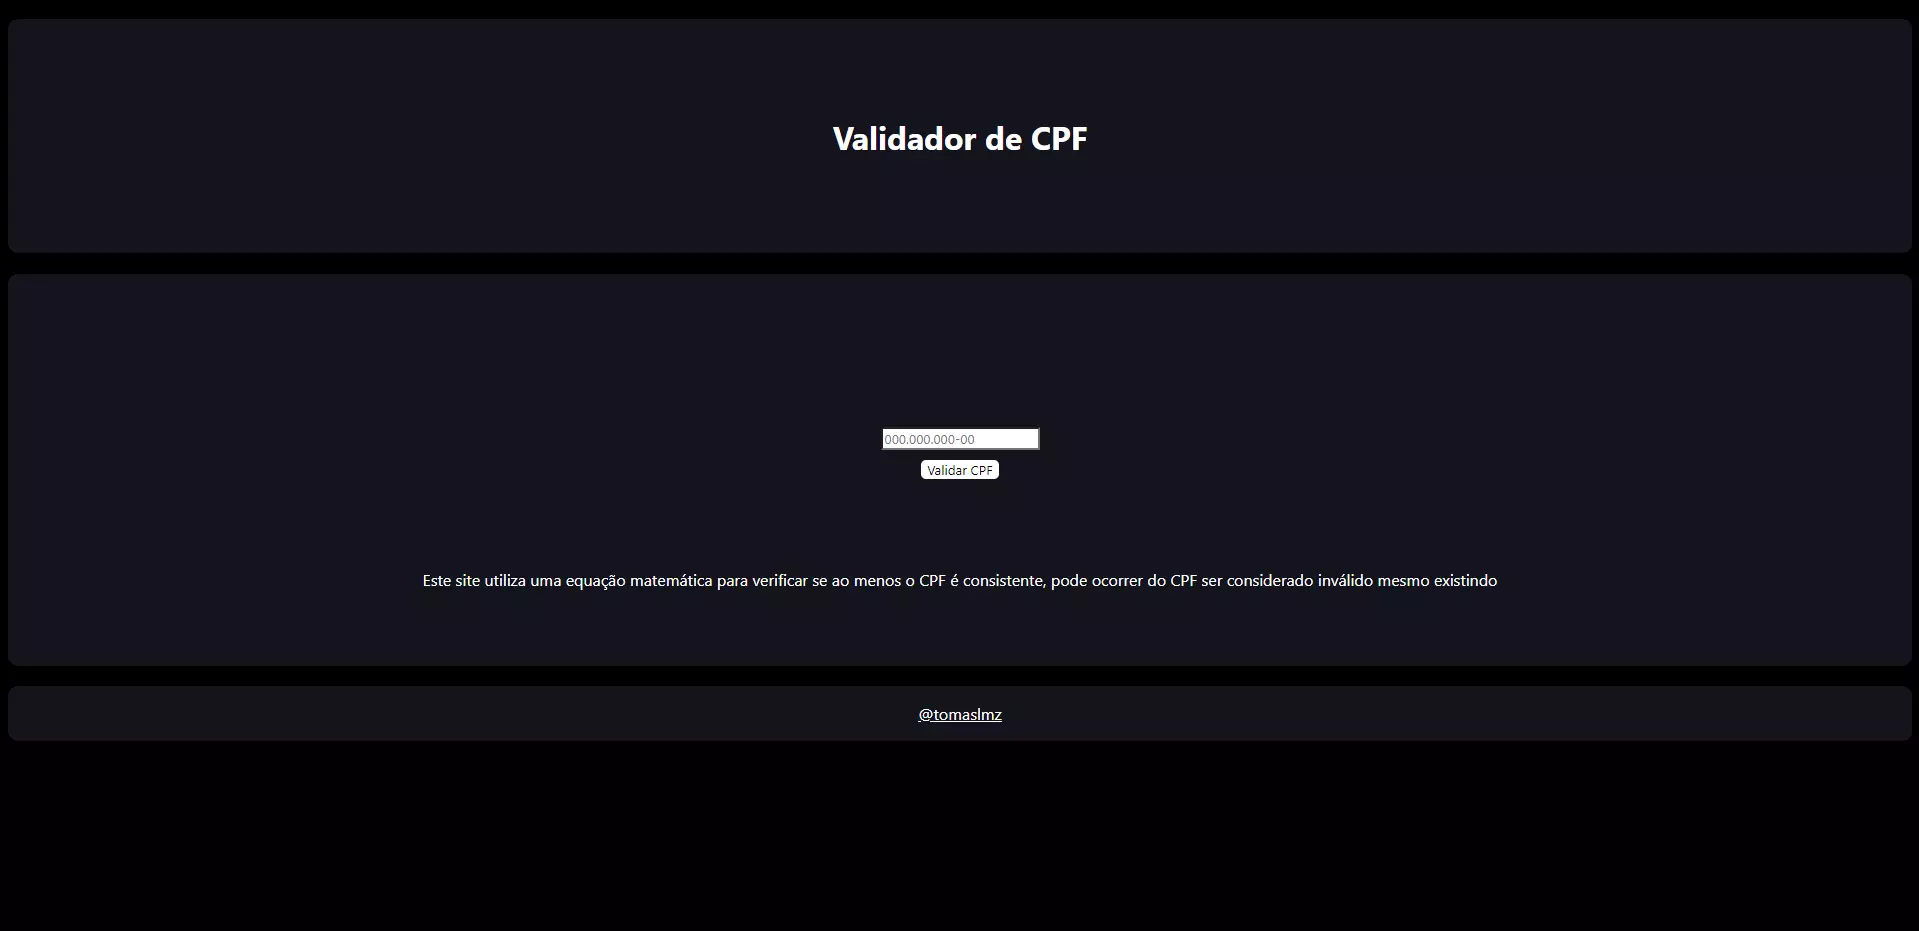 Validador de CPF
000.000.000-00
Validar CPF
Este site utiliza uma equação matemática para verificar se ao menos o CPF é consistente, pode ocorrer do CPF ser considerado inválido mesmo existindo
@tomaslmz